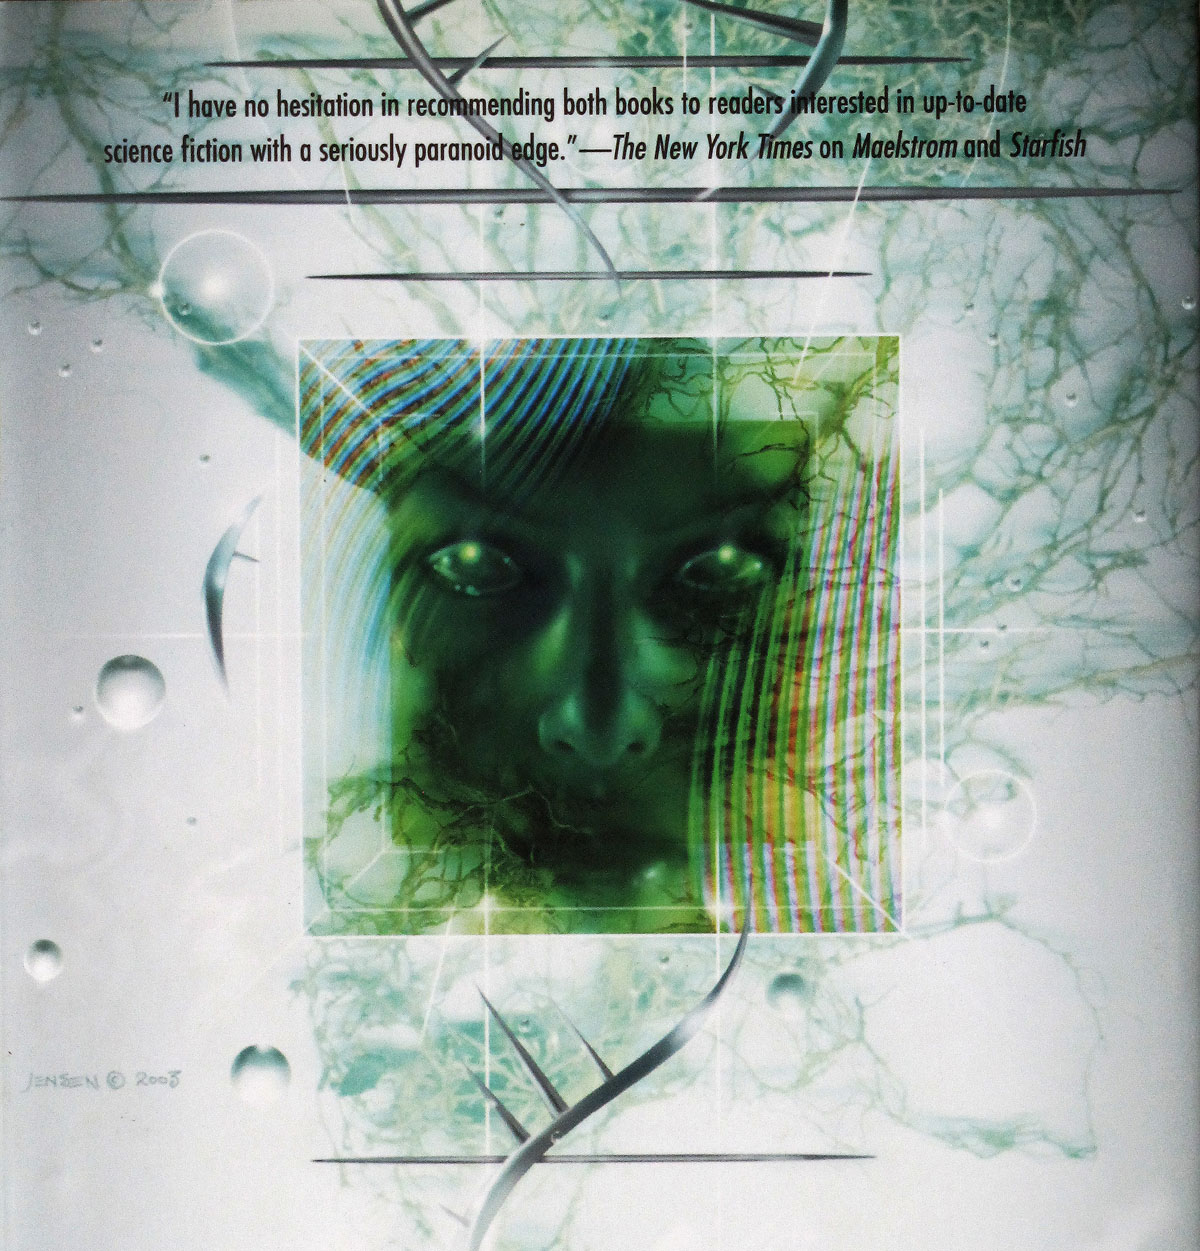 “I have no hesitation in recommending both books to readers interested in up-to-date
science fiction with a seriously paranoid edge.”—The New York Times on Maelstrom and Starfish
JENSEN © 2003